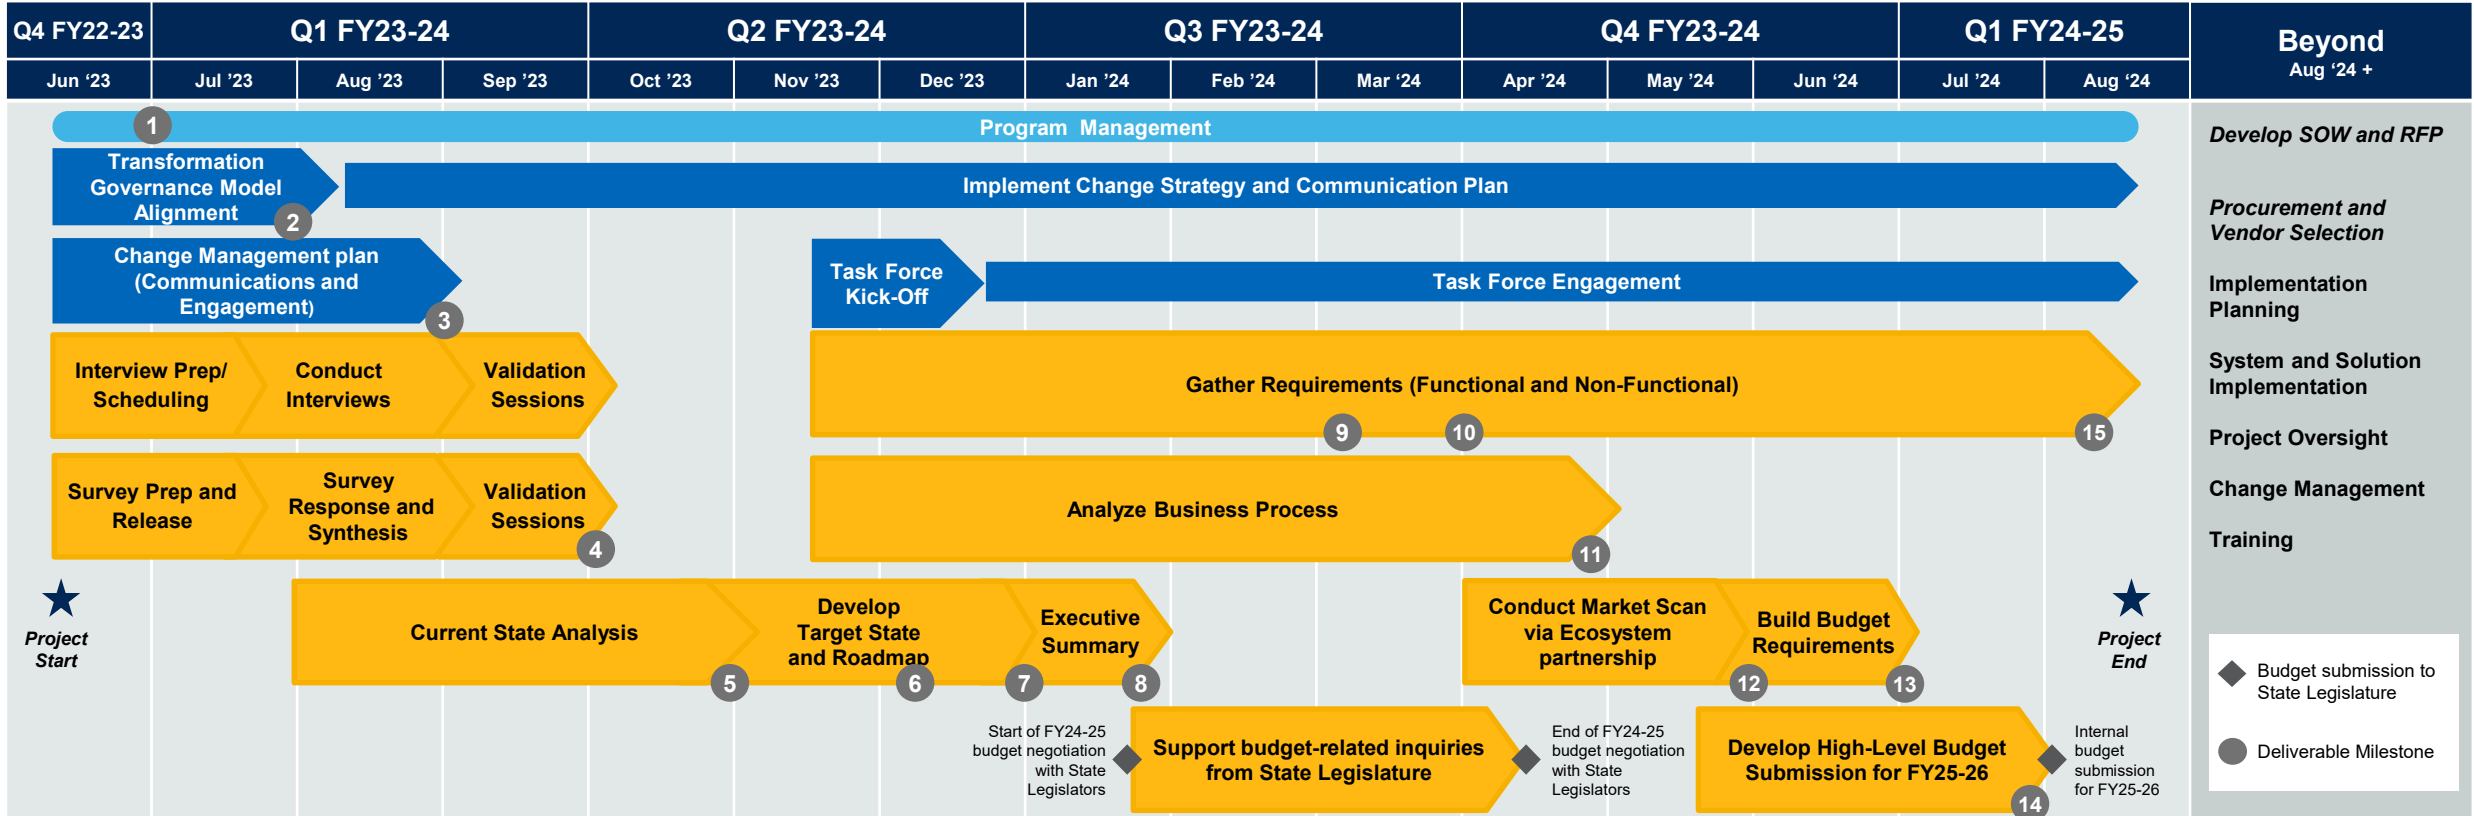 Q4 FY22-23
Q1 FY23-24
Q2 FY23-24
Q3 FY23-24
Q4 FY23-24
Q1 FY24-25
Beyond
Aug ‘24 +
Jun ‘23
Jul ’23
Aug ’23
Sep ’23
Oct ’23
Nov ’23
Dec ’23
Jan ’24
Feb ’24
Mar ‘24
Apr ’24
May ’24
Jun ’24
Jul ’24
Aug ’24
1
Program Management
Transformation
Governance Model
Alignment
2
Implement Change Strategy and Communication Plan
Change Management plan
(Communications and
Engagement)
3
Task Force
Kick-Off
Task Force Engagement
Interview Prep/
Scheduling
Conduct
Interviews
Validation
Sessions
Gather Requirements (Functional and Non-Functional)
9
10
15
Survey Prep and
Release
Survey
Response and
Synthesis
Validation
Sessions
4
Analyze Business Process
11
Project
Start
Current State Analysis
5
Develop
Target State
and Roadmap
6
7
Executive
Summary
8
Conduct Market Scan
via Ecosystem
partnership
12
Build Budget
Requirements
13
Project
End
Start of FY24-25
budget negotiation
with State
Legislators
Support budget-related inquiries
from State Legislature
End of FY24-25
budget negotiation
with State
Legislators
Develop High-Level Budget
Submission for FY25-26
14
Internal
budget
submission
for FY25-26
Develop SOW and RFP
Procurement and
Vendor Selection
Implementation
Planning
System and Solution
Implementation
Project Oversight
Change Management
Training
Budget submission to
State Legislature
Deliverable Milestone